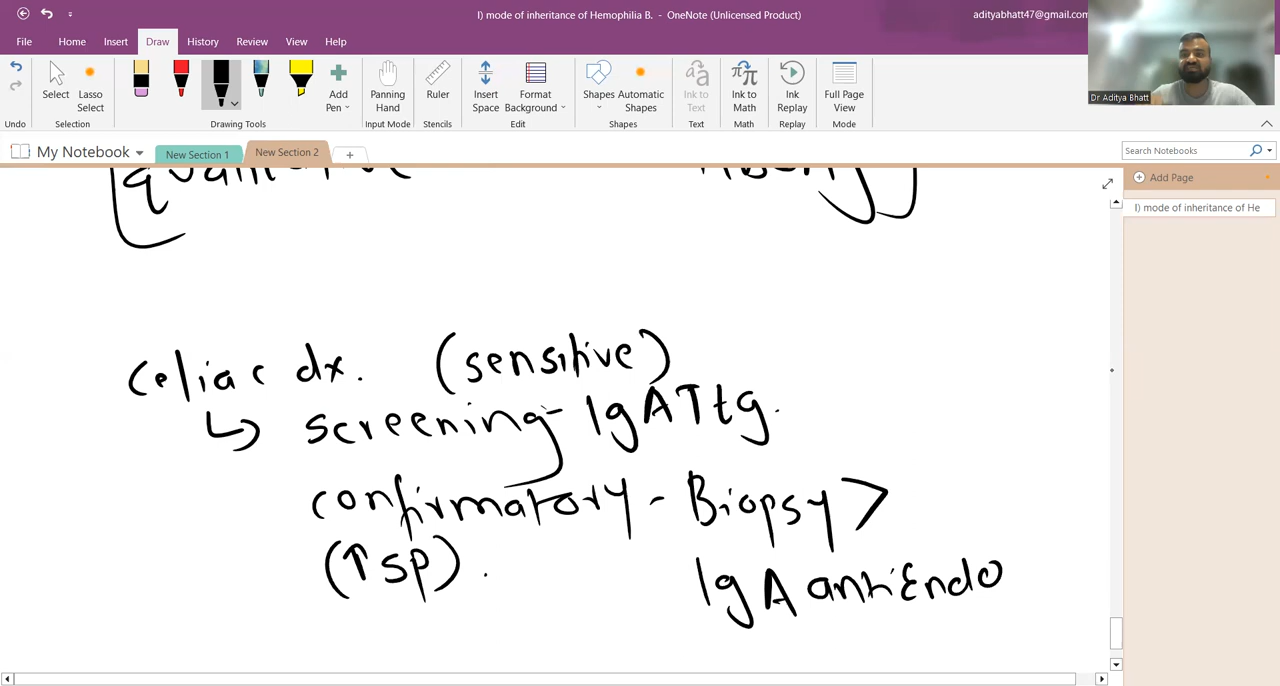 I) mode of inheritance of Hemophilia B. - OneNote (Unlicensed Product)
adityabhatt47@gmail.com
File Home Insert Draw History Review View Help
Undo
Select
Lasso Select
Add Pen
Panning Hand
Ruler
Insert Space
Format Background
Shapes
Automatic Shapes
Ink to Text
Ink to Math
Ink Replay
Full Page View
Selection
Drawing Tools
Input Mode
Stencils
Edit
Shapes
Text
Math
Replay
Mode
Dr Aditya Bhatt
My Notebook
New Section 1
New Section 2
Search Notebooks
Add Page
I) mode of inheritance of He
celiac dx. (sensitive)
screening - IgA Ttg.
confirmatory - Biopsy >
(↑ sp).
IgA antiEndo